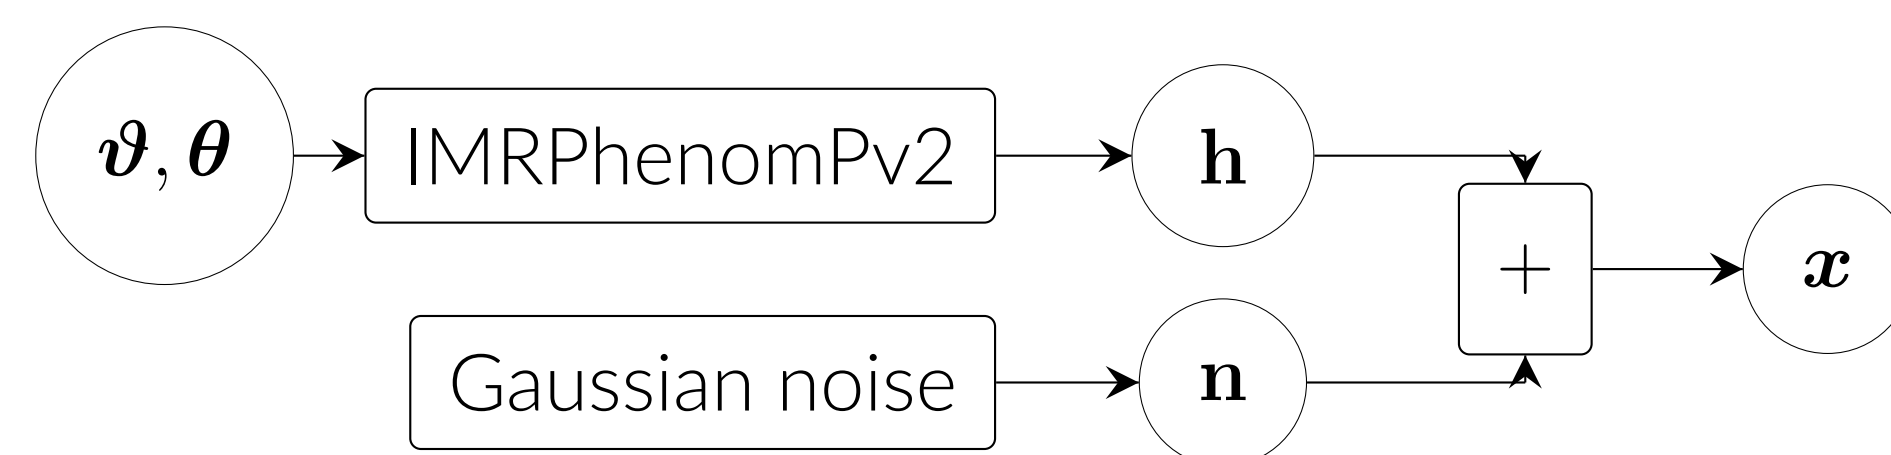 ϑ, θ
IMRPhenomPv2
h
+
x
Gaussian noise
n